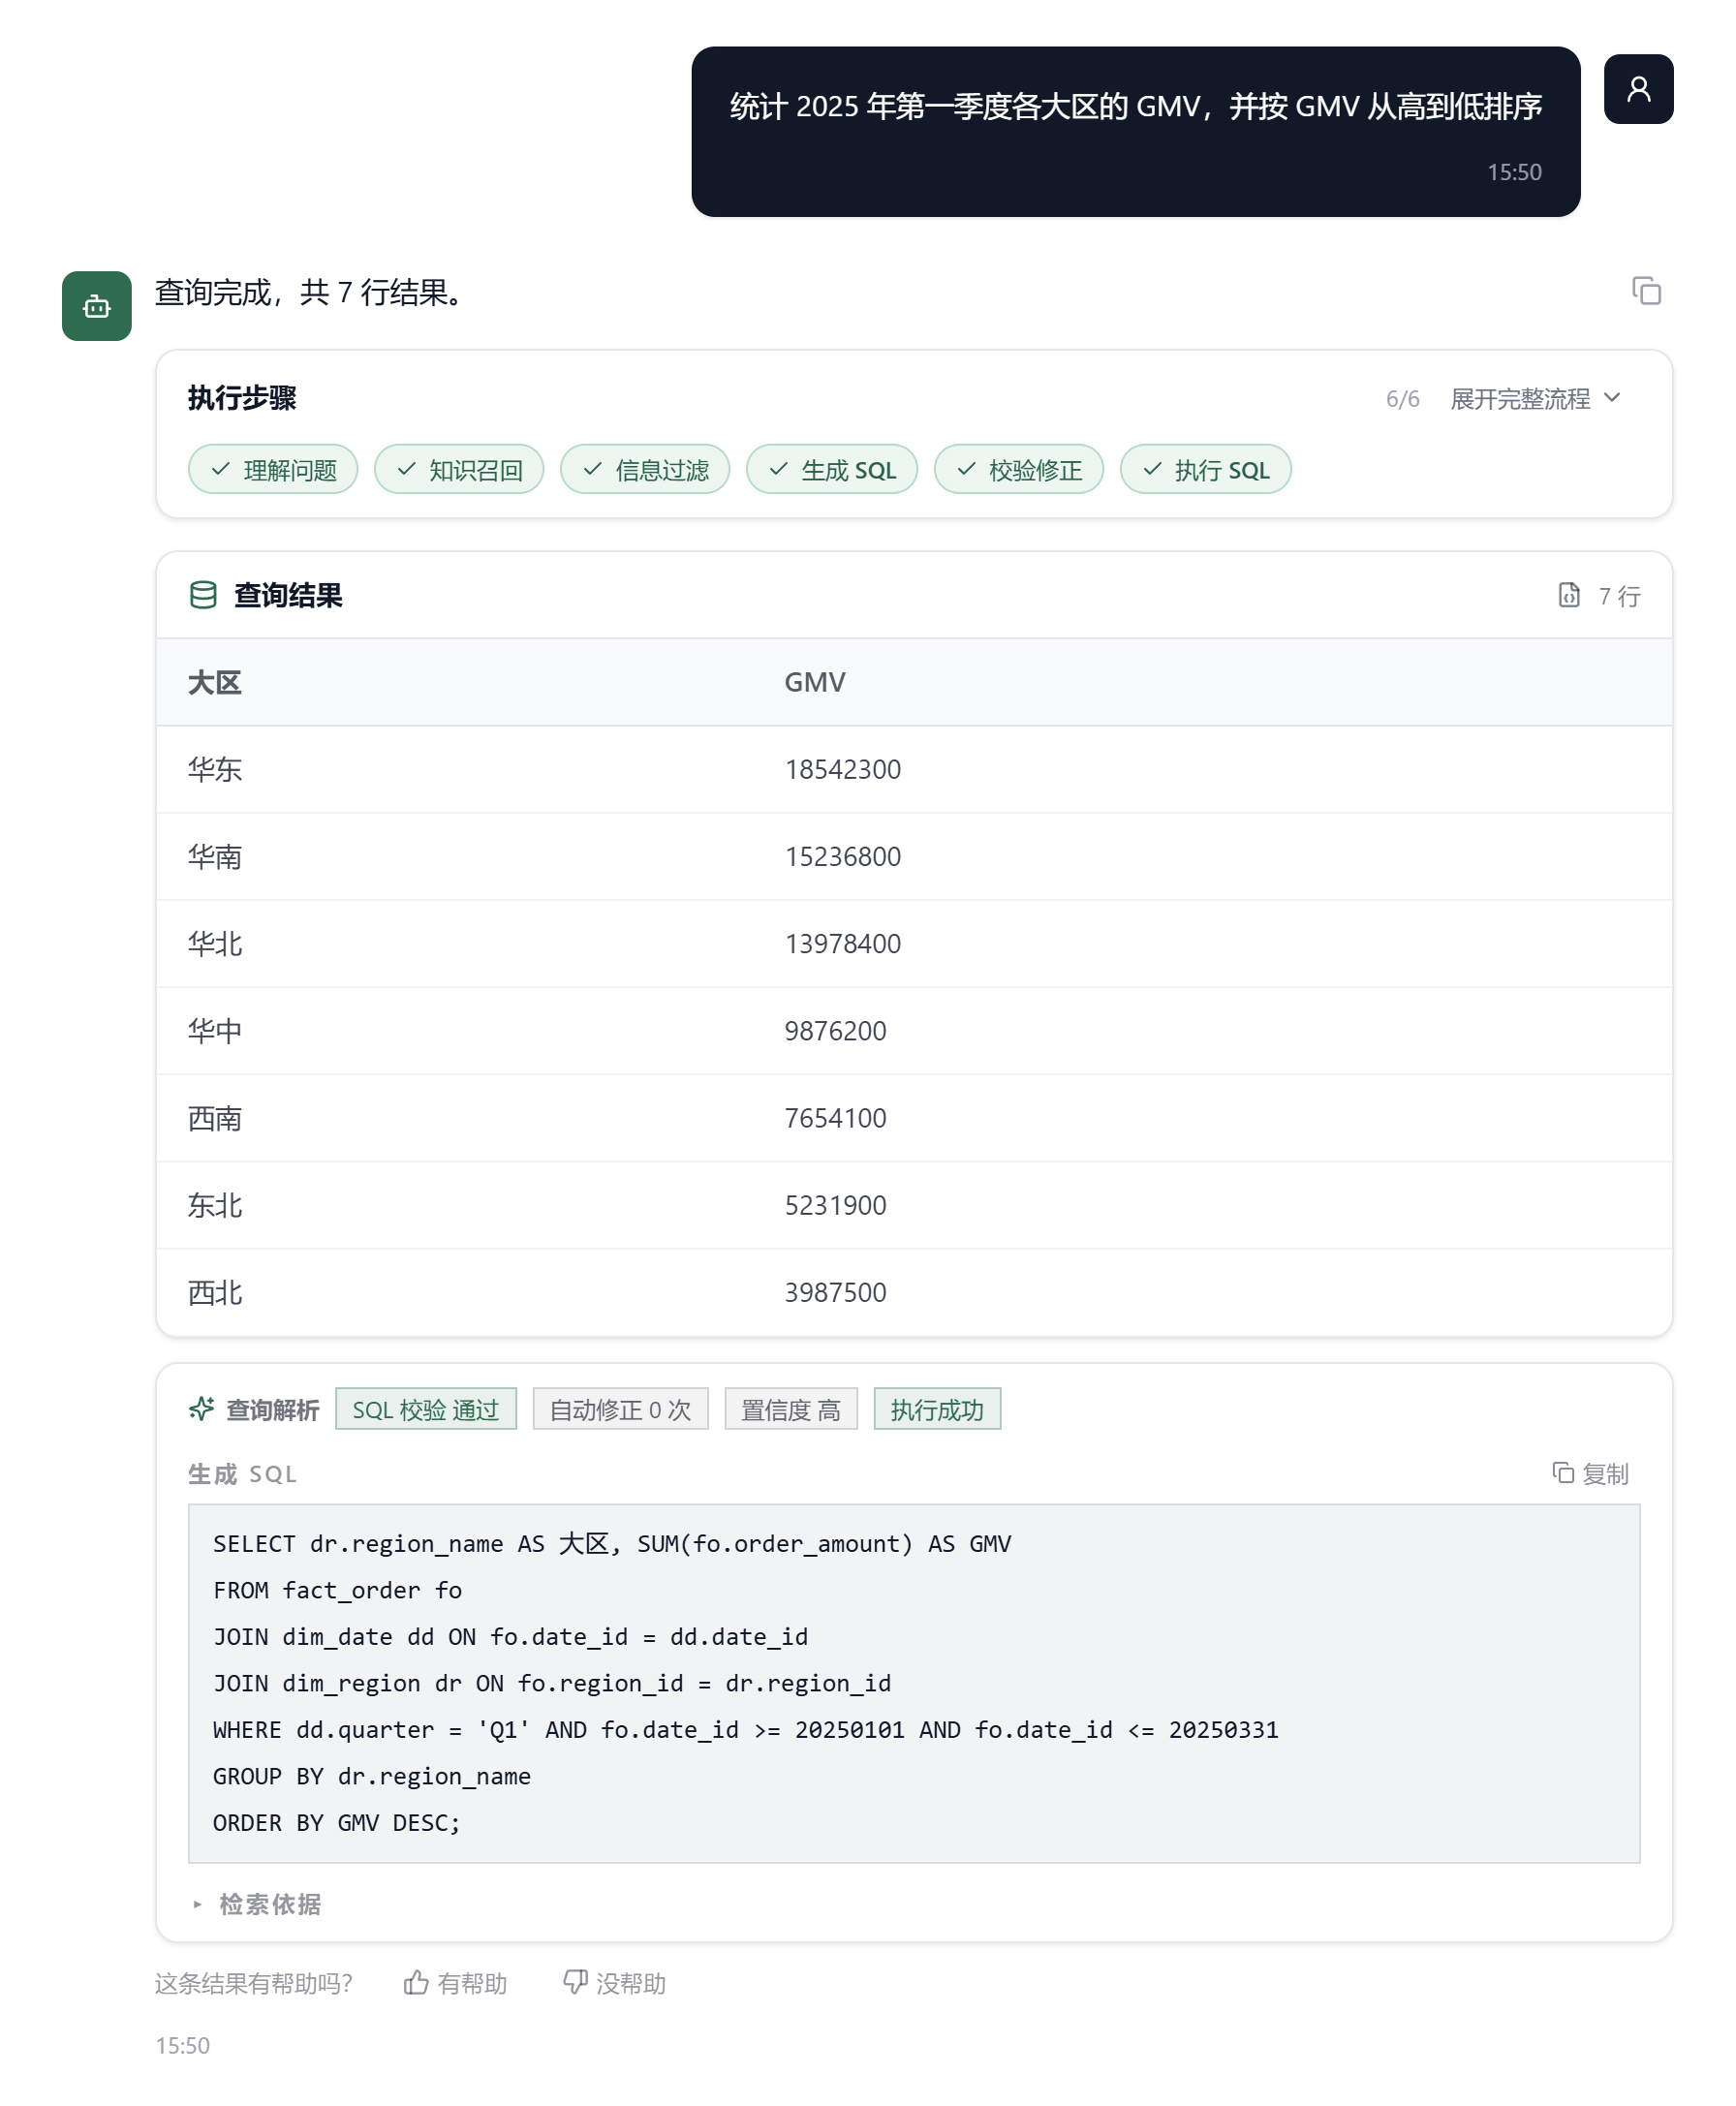 统计 2025 年第一季度各大区的 GMV，并按 GMV 从高到低排序
15:50
查询完成，共 7 行结果。
执行步骤 6/6 展开完整流程
理解问题 知识召回 信息过滤 生成 SQL 校验修正 执行 SQL
查询结果 7 行
大区 GMV
华东 18542300
华南 15236800
华北 13978400
华中 9876200
西南 7654100
东北 5231900
西北 3987500
查询解析 SQL 校验 通过 自动修正 0 次 置信度 高 执行成功
生成 SQL 复制
SELECT dr.region_name AS 大区, SUM(fo.order_amount) AS GMV
FROM fact_order fo
JOIN dim_date dd ON fo.date_id = dd.date_id
JOIN dim_region dr ON fo.region_id = dr.region_id
WHERE dd.quarter = 'Q1' AND fo.date_id >= 20250101 AND fo.date_id <= 20250331
GROUP BY dr.region_name
ORDER BY GMV DESC;
检索依据
这条结果有帮助吗？ 有帮助 没帮助
15:50